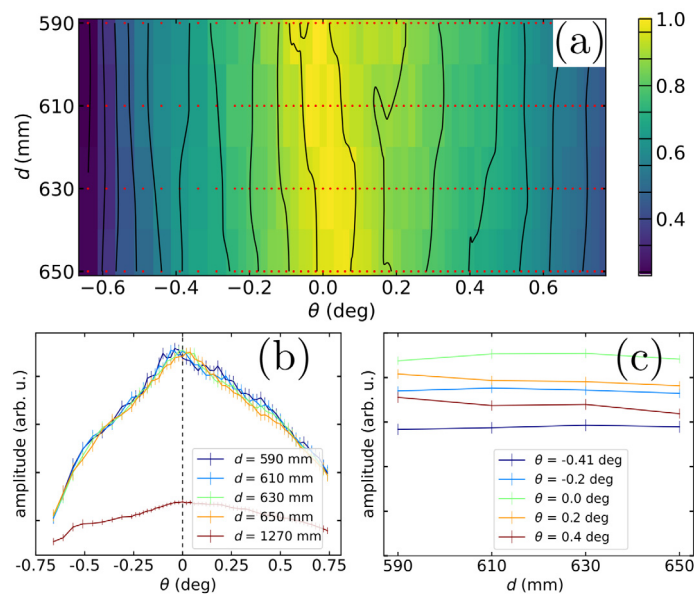 (a)
590
610
630
650
d (mm)
−0.6 −0.4 −0.2 0.0 0.2 0.4 0.6
θ (deg)
1.0
0.8
0.6
0.4
(b)
amplitude (arb. u.)
d = 590 mm
d = 610 mm
d = 630 mm
d = 650 mm
d = 1270 mm
-0.75 -0.5 -0.25 0 0.25 0.5 0.75
θ (deg)
(c)
amplitude (arb. u.)
θ = -0.41 deg
θ = -0.2 deg
θ = 0.0 deg
θ = 0.2 deg
θ = 0.4 deg
590 610 630 650
d (mm)